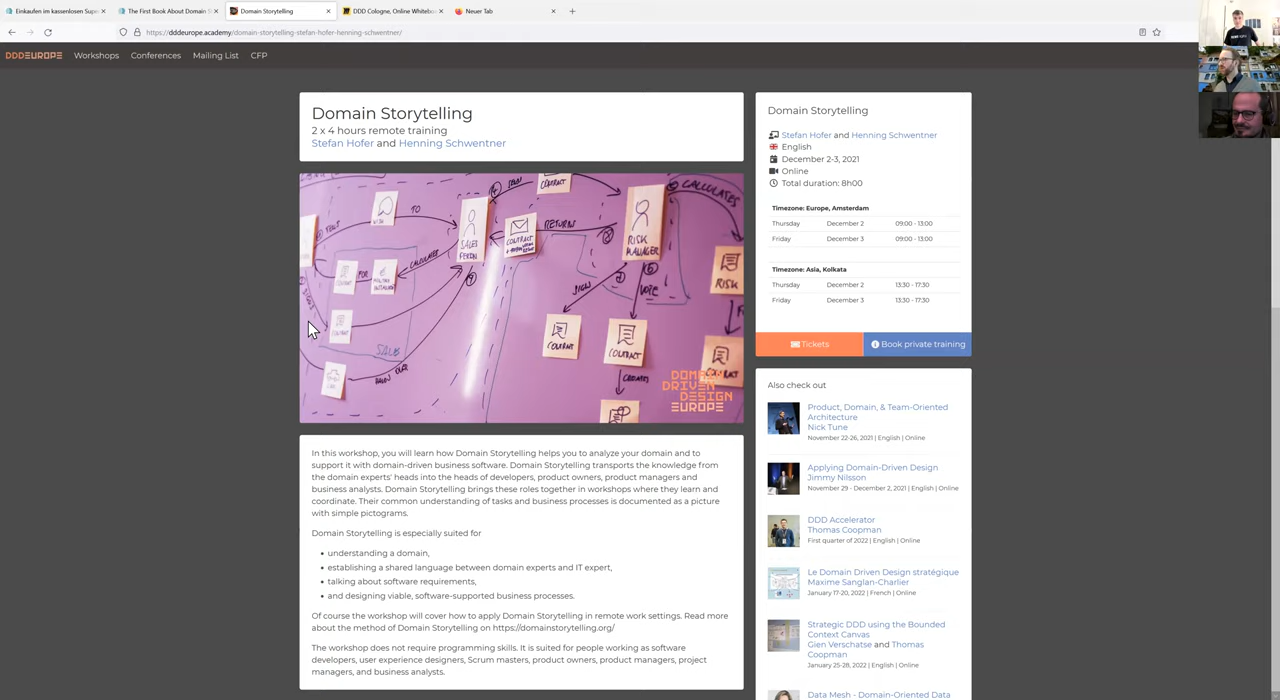 Einkaufen im kassenlosen Supe
The First Book About Domain S
Domain Storytelling
DDD Cologne, Online Whitebo
Neuer Tab
https://dddeurope.academy/domain-storytelling-stefan-hofer-henning-schwentner/
DDDEUROPE
Workshops
Conferences
Mailing List
CFP
Domain Storytelling
2 x 4 hours remote training
Stefan Hofer and Henning Schwentner
CONTRACT
CALCULATES
TO
SIGN
RETURNS
SALES
CONTRACT
RISK
MANAGER
FOR
CALCULATES
RISK
SIGN
VOTE
CONTRACT
SALE
CREATES
DOMAIN
DRIVEN
DESIGN
EUROPE
In this workshop, you will learn how Domain Storytelling helps you to analyze your domain and to
support it with domain-driven business software. Domain Storytelling transports the knowledge from
the domain experts' heads into the heads of developers, product owners, product managers and
business analysts. Domain Storytelling brings these roles together in workshops where they learn and
coordinate. Their common understanding of tasks and business processes is documented as a picture
with simple pictograms.
Domain Storytelling is especially suited for
• understanding a domain,
• establishing a shared language between domain experts and IT expert,
• talking about software requirements,
• and designing viable, software-supported business processes.
Of course the workshop will cover how to apply Domain Storytelling in remote work settings. Read more
about the method of Domain Storytelling on https://domainstorytelling.org/
The workshop does not require programming skills. It is suited for people working as software
developers, user experience designers, Scrum masters, product owners, product managers, project
managers, and business analysts.
Domain Storytelling
Stefan Hofer and Henning Schwentner
English
December 2-3, 2021
Online
Total duration: 8h00
Timezone: Europe, Amsterdam
Thursday December 2 09:00 - 13:00
Friday December 3 09:00 - 13:00
Timezone: Asia, Kolkata
Thursday December 2 13:30 - 17:30
Friday December 3 13:30 - 17:30
Tickets
Book private training
Also check out
Product, Domain, & Team-Oriented
Architecture
Nick Tune
November 22-26, 2021 | English | Online
Applying Domain-Driven Design
Jimmy Nilsson
November 29 - December 2, 2021 | English | Online
DDD Accelerator
Thomas Coopman
First quarter of 2022 | English | Online
Le Domain Driven Design stratégique
Maxime Sanglan-Charlier
January 17-20, 2022 | French | Online
Strategic DDD using the Bounded
Context Canvas
Gien Verschatse and Thomas
Coopman
January 25-28, 2022 | English | Online
Data Mesh - Domain-Oriented Data